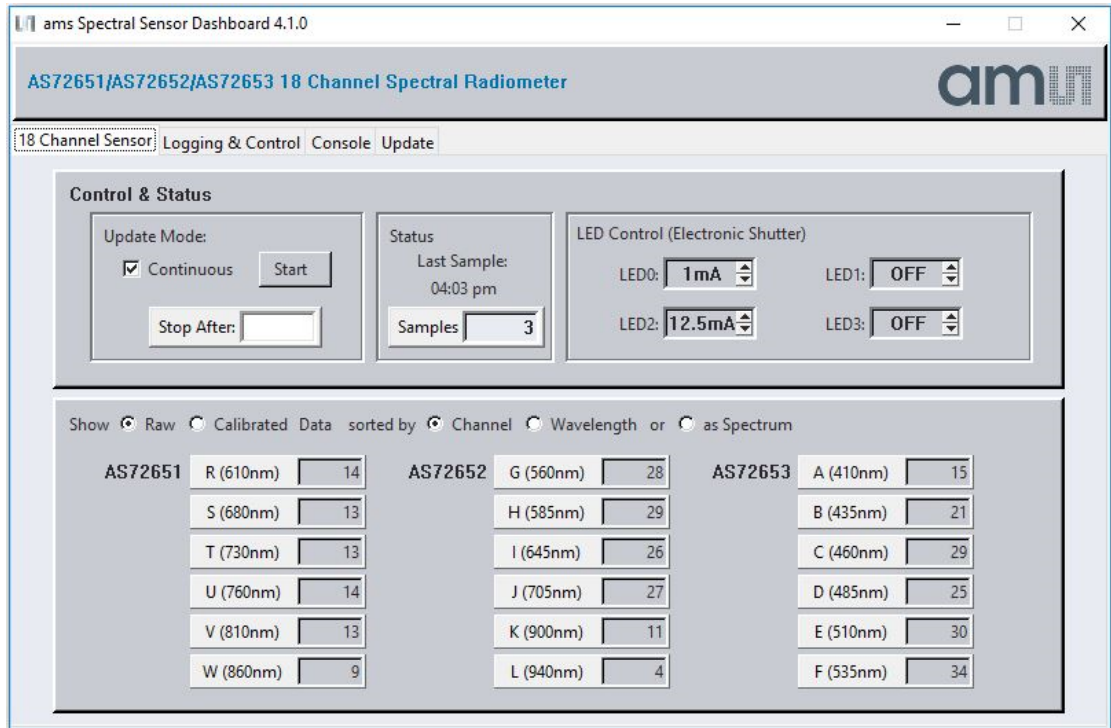 ams Spectral Sensor Dashboard 4.1.0
AS72651/AS72652/AS72653 18 Channel Spectral Radiometer
am
18 Channel Sensor Logging & Control Console Update
Control & Status
Update Mode:
Continuous Start
Stop After:
Status
Last Sample:
04:03 pm
Samples 3
LED Control (Electronic Shutter)
LED0: 1mA LED1: OFF
LED2: 12.5mA LED3: OFF
Show Raw Calibrated Data sorted by Channel Wavelength or as Spectrum
AS72651 R (610nm) 14 AS72652 G (560nm) 28 AS72653 A (410nm) 15
S (680nm) 13 H (585nm) 29 B (435nm) 21
T (730nm) 13 I (645nm) 26 C (460nm) 29
U (760nm) 14 J (705nm) 27 D (485nm) 25
V (810nm) 13 K (900nm) 11 E (510nm) 30
W (860nm) 9 L (940nm) 4 F (535nm) 34